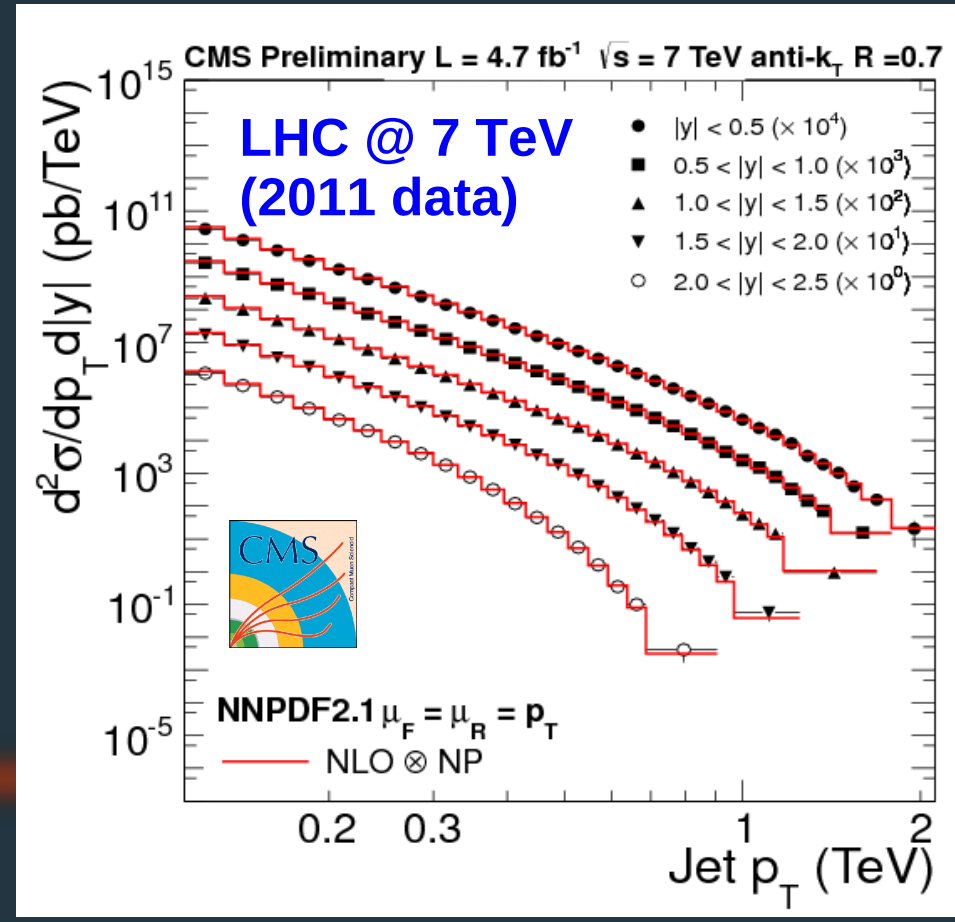 CMS Preliminary L = 4.7 fb⁻¹ √s = 7 TeV anti-k_T R =0.7
10¹⁵
10¹¹
10⁷
10³
10⁻¹
10⁻⁵
d²σ/dp_T d|y| (pb/TeV)
LHC @ 7 TeV
(2011 data)
|y| < 0.5 (× 10⁴)
0.5 < |y| < 1.0 (× 10³)
1.0 < |y| < 1.5 (× 10²)
1.5 < |y| < 2.0 (× 10¹)
2.0 < |y| < 2.5 (× 10⁰)
CMS
NNPDF2.1 μ_F = μ_R = p_T
NLO ⊗ NP
0.2 0.3 1 2
Jet p_T (TeV)